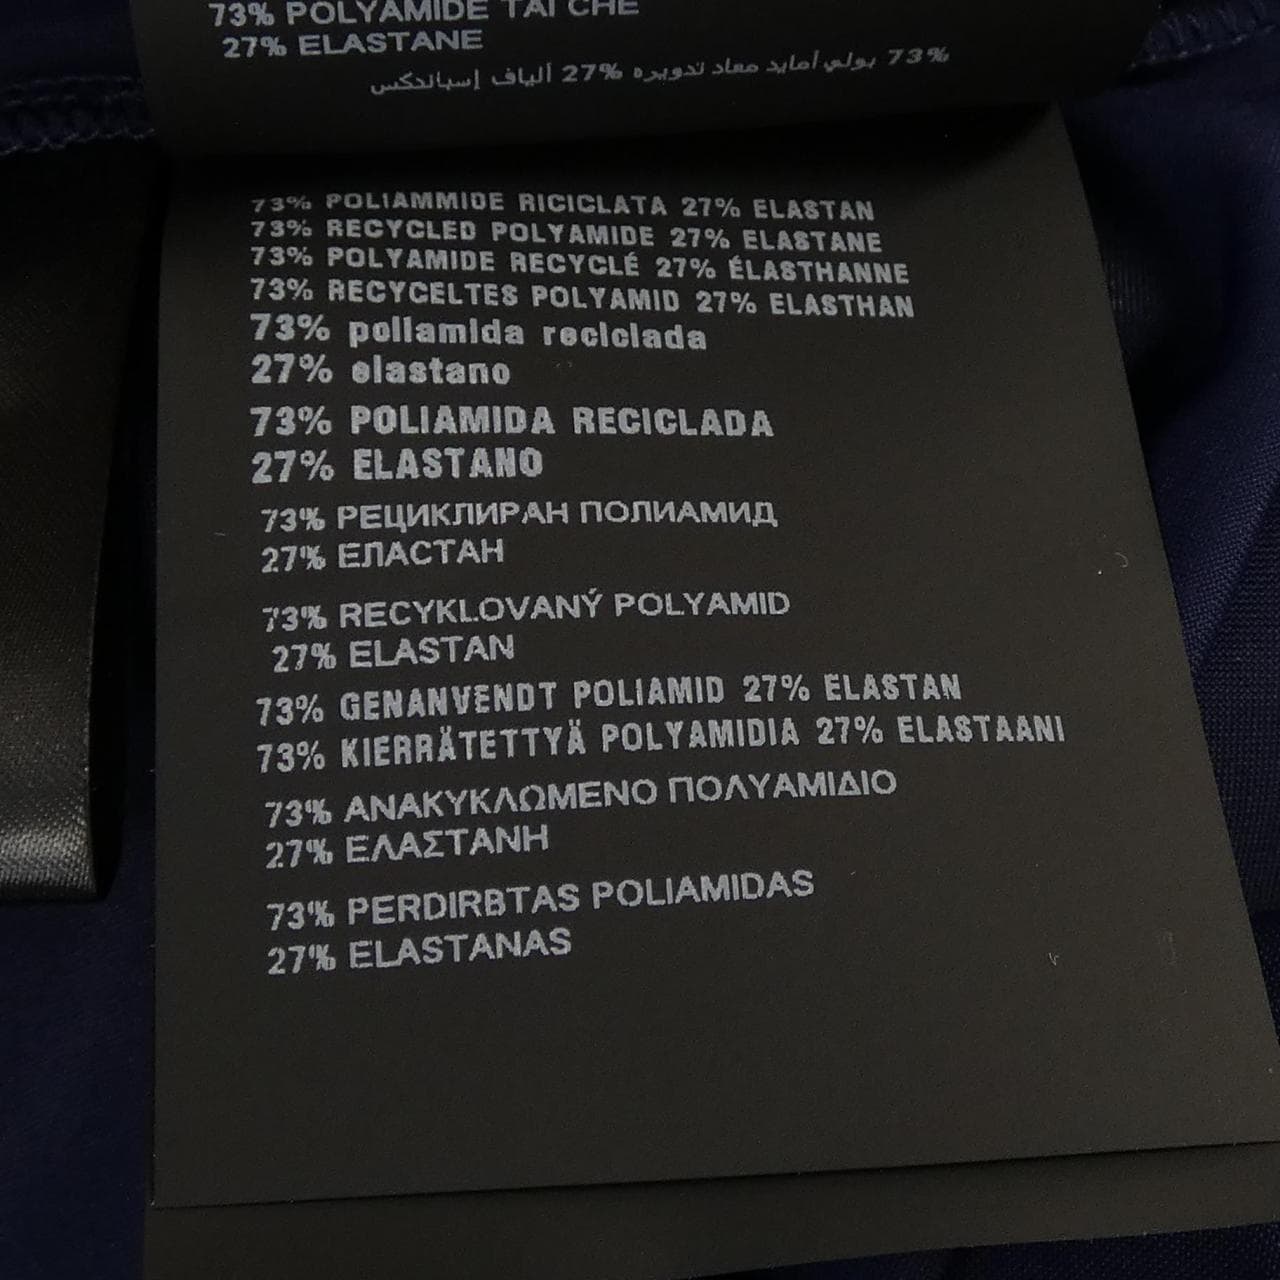 73% POLYAMIDE TAI CHE
27% ELASTANE
73% بولي أمايد معاد تدويره 27% ألياف إسباندكس
73% POLIAMMIDE RICICLATA 27% ELASTAN
73% RECYCLED POLYAMIDE 27% ELASTANE
73% POLYAMIDE RECYCLÉ 27% ÉLASTHANNE
73% RECYCELTES POLYAMID 27% ELASTHAN
73% poliamida reciclada
27% elastano
73% POLIAMIDA RECICLADA
27% ELASTANO
73% РЕЦИКЛИРАН ПОЛИАМИД
27% ЕЛАСТАН
73% RECYKLOVANÝ POLYAMID
27% ELASTAN
73% GENANVENDT POLIAMID 27% ELASTAN
73% KIERRÄTETTYÄ POLYAMIDIA 27% ELASTAANI
73% ΑΝΑΚΥΚΛΩΜΕΝΟ ΠΟΛΥΑΜΙΔΙΟ
27% ΕΛΑΣΤΑΝΗ
73% PERDIRBTAS POLIAMIDAS
27% ELASTANAS